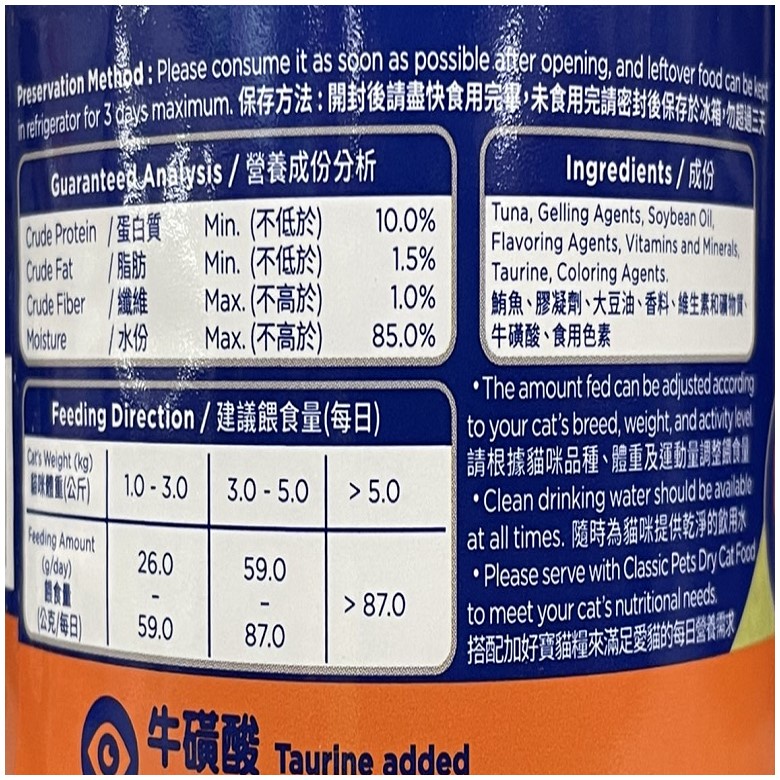 Preservation Method : Please consume it as soon as possible after opening, and leftover food can be kept
in refrigerator for 3 days maximum. 保存方法 : 開封後請盡快食用完畢，未食用完請密封後保存於冰箱，勿超過三天
Guaranteed Analysis / 營養成份分析
Crude Protein / 蛋白質 Min. (不低於) 10.0%
Crude Fat / 脂肪 Min. (不低於) 1.5%
Crude Fiber / 纖維 Max. (不高於) 1.0%
Moisture / 水份 Max. (不高於) 85.0%
Ingredients / 成份
Tuna, Gelling Agents, Soybean Oil,
Flavoring Agents, Vitamins and Minerals,
Taurine, Coloring Agents.
鮪魚、膠凝劑、大豆油、香料、維生素和礦物質、
牛磺酸、食用色素
Feeding Direction / 建議餵食量(每日)
Cat's Weight (kg)
貓咪體重(公斤)
1.0 - 3.0
3.0 - 5.0
> 5.0
Feeding Amount
(g/day)
餵食量
(公克/每日)
26.0
-
59.0
59.0
-
87.0
> 87.0
•The amount fed can be adjusted according
to your cat's breed, weight, and activity level.
請根據貓咪品種、體重及運動量調整餵食量
•Clean drinking water should be available
at all times. 隨時為貓咪提供乾淨的飲用水
•Please serve with Classic Pets Dry Cat Food
to meet your cat's nutritional needs.
搭配加好寶貓糧來滿足愛貓的每日營養需求
牛磺酸 Taurine added